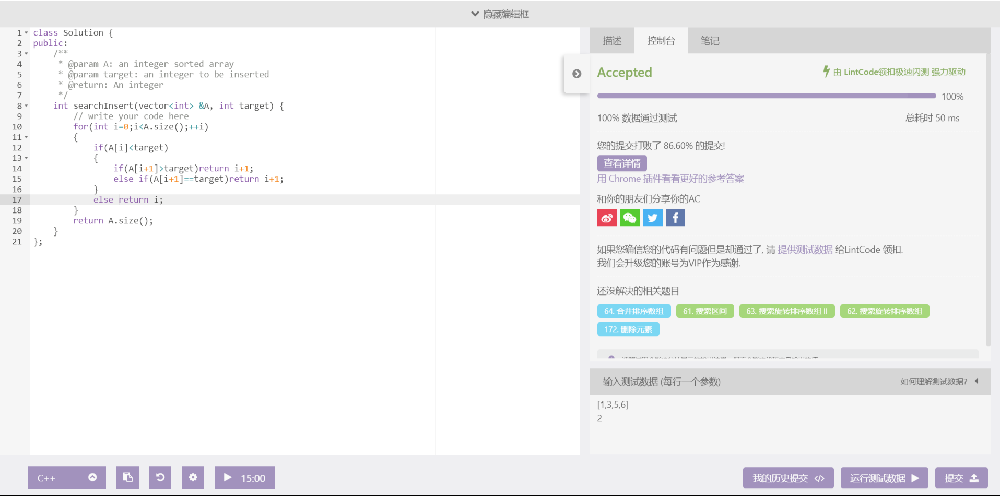 隐藏编辑框
1 class Solution {
2 public:
3     /**
4      * @param A: an integer sorted array
5      * @param target: an integer to be inserted
6      * @return: An integer
7      */
8     int searchInsert(vector<int> &A, int target) {
9         // write your code here
10         for(int i=0;i<A.size();++i)
11         {
12             if(A[i]<target)
13             {
14                 if(A[i+1]>target)return i+1;
15                 else if(A[i+1]==target)return i+1;
16             }
17             else return i;
18         }
19         return A.size();
20     }
21 };
描述 控制台 笔记
Accepted 由 LintCode领扣极速闪测 强力驱动
100%
100% 数据通过测试 总耗时 50 ms
您的提交打败了 86.60% 的提交!
查看详情
用 Chrome 插件看看更好的参考答案
和你的朋友们分享你的AC
如果您确信您的代码有问题但是却通过了, 请 提供测试数据 给LintCode 领扣.
我们会升级您的账号为VIP作为感谢.
还没解决的相关题目
64. 合并排序数组 61. 搜索区间 63. 搜索旋转排序数组 II 62. 搜索旋转排序数组
172. 删除元素
输入测试数据 (每行一个参数) 如何理解测试数据?
[1,3,5,6]
2
C++ 15:00 我的历史提交 </> 运行测试数据 提交